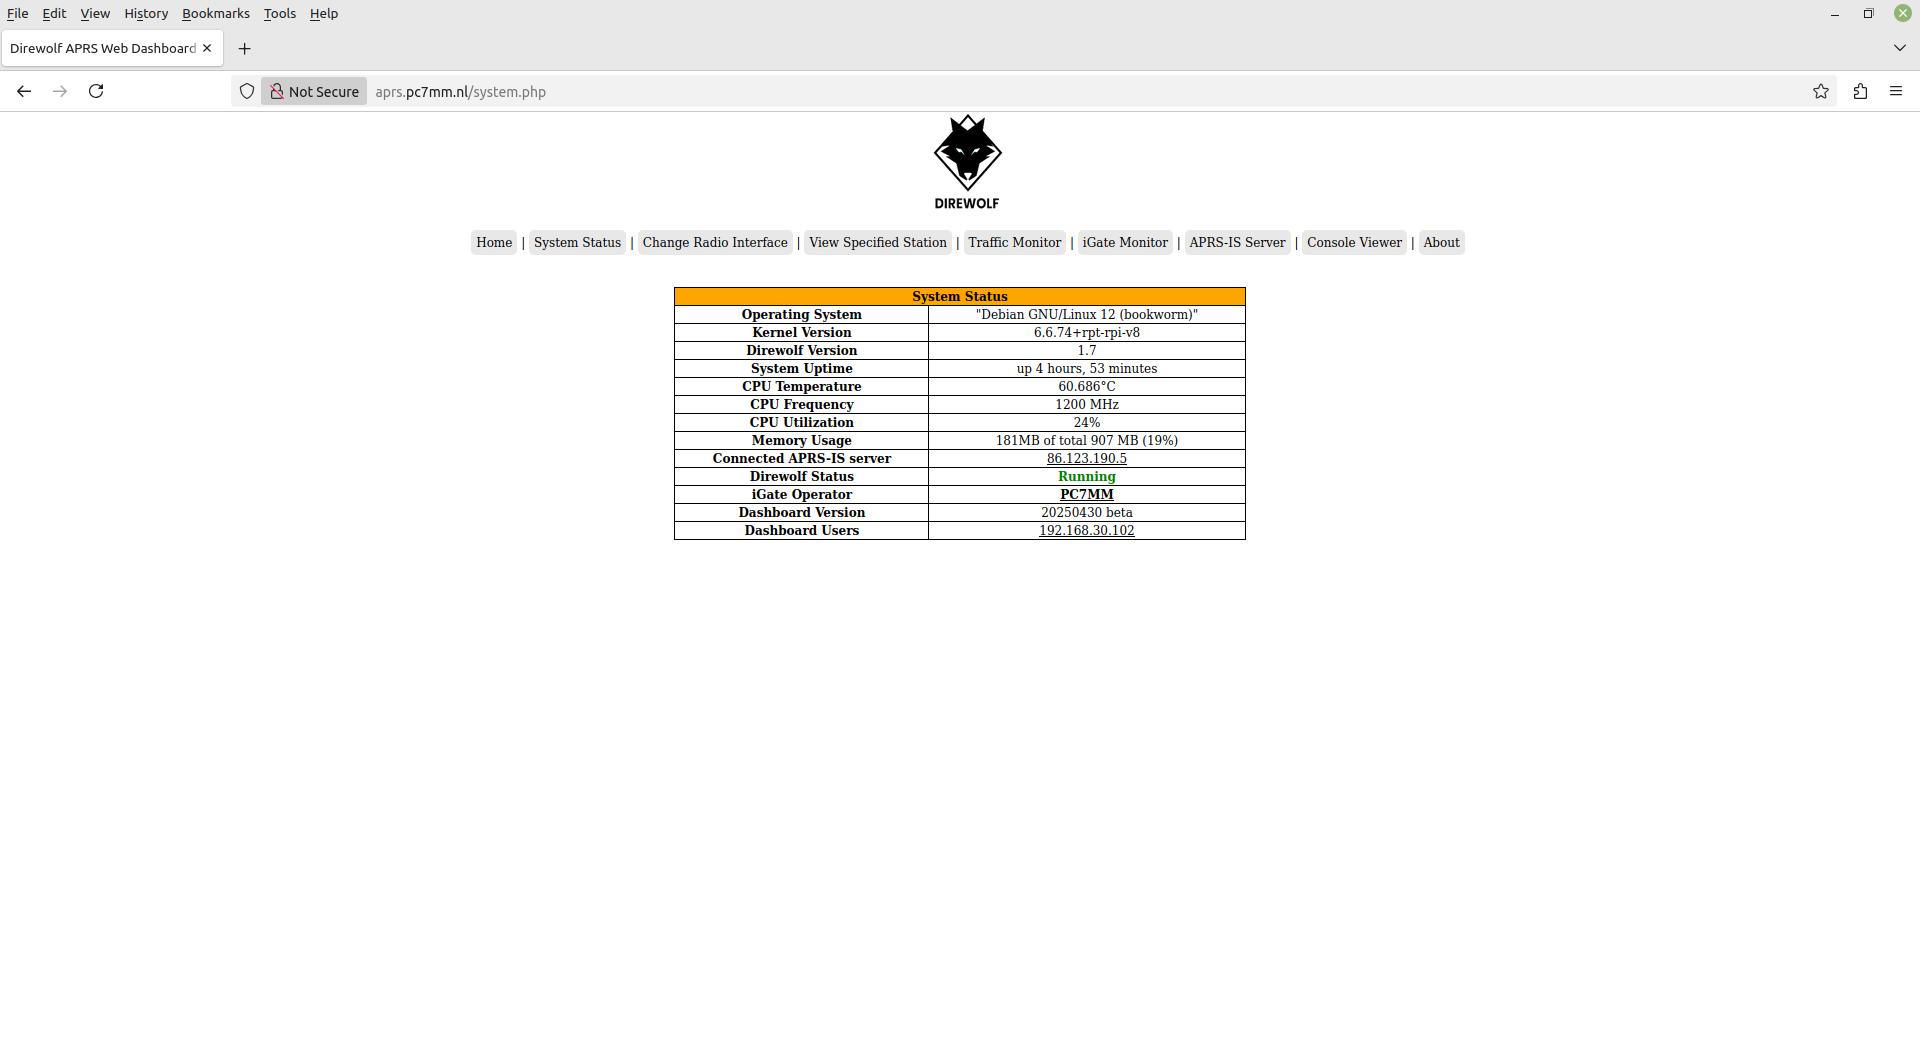 File Edit View History Bookmarks Tools Help
Direwolf APRS Web Dashboard
Not Secure aprs.pc7mm.nl/system.php
DIREWOLF
Home | System Status | Change Radio Interface | View Specified Station | Traffic Monitor | iGate Monitor | APRS-IS Server | Console Viewer | About
System Status
Operating System "Debian GNU/Linux 12 (bookworm)"
Kernel Version 6.6.74+rpt-rpi-v8
Direwolf Version 1.7
System Uptime up 4 hours, 53 minutes
CPU Temperature 60.686°C
CPU Frequency 1200 MHz
CPU Utilization 24%
Memory Usage 181MB of total 907 MB (19%)
Connected APRS-IS server 86.123.190.5
Direwolf Status Running
iGate Operator PC7MM
Dashboard Version 20250430 beta
Dashboard Users 192.168.30.102